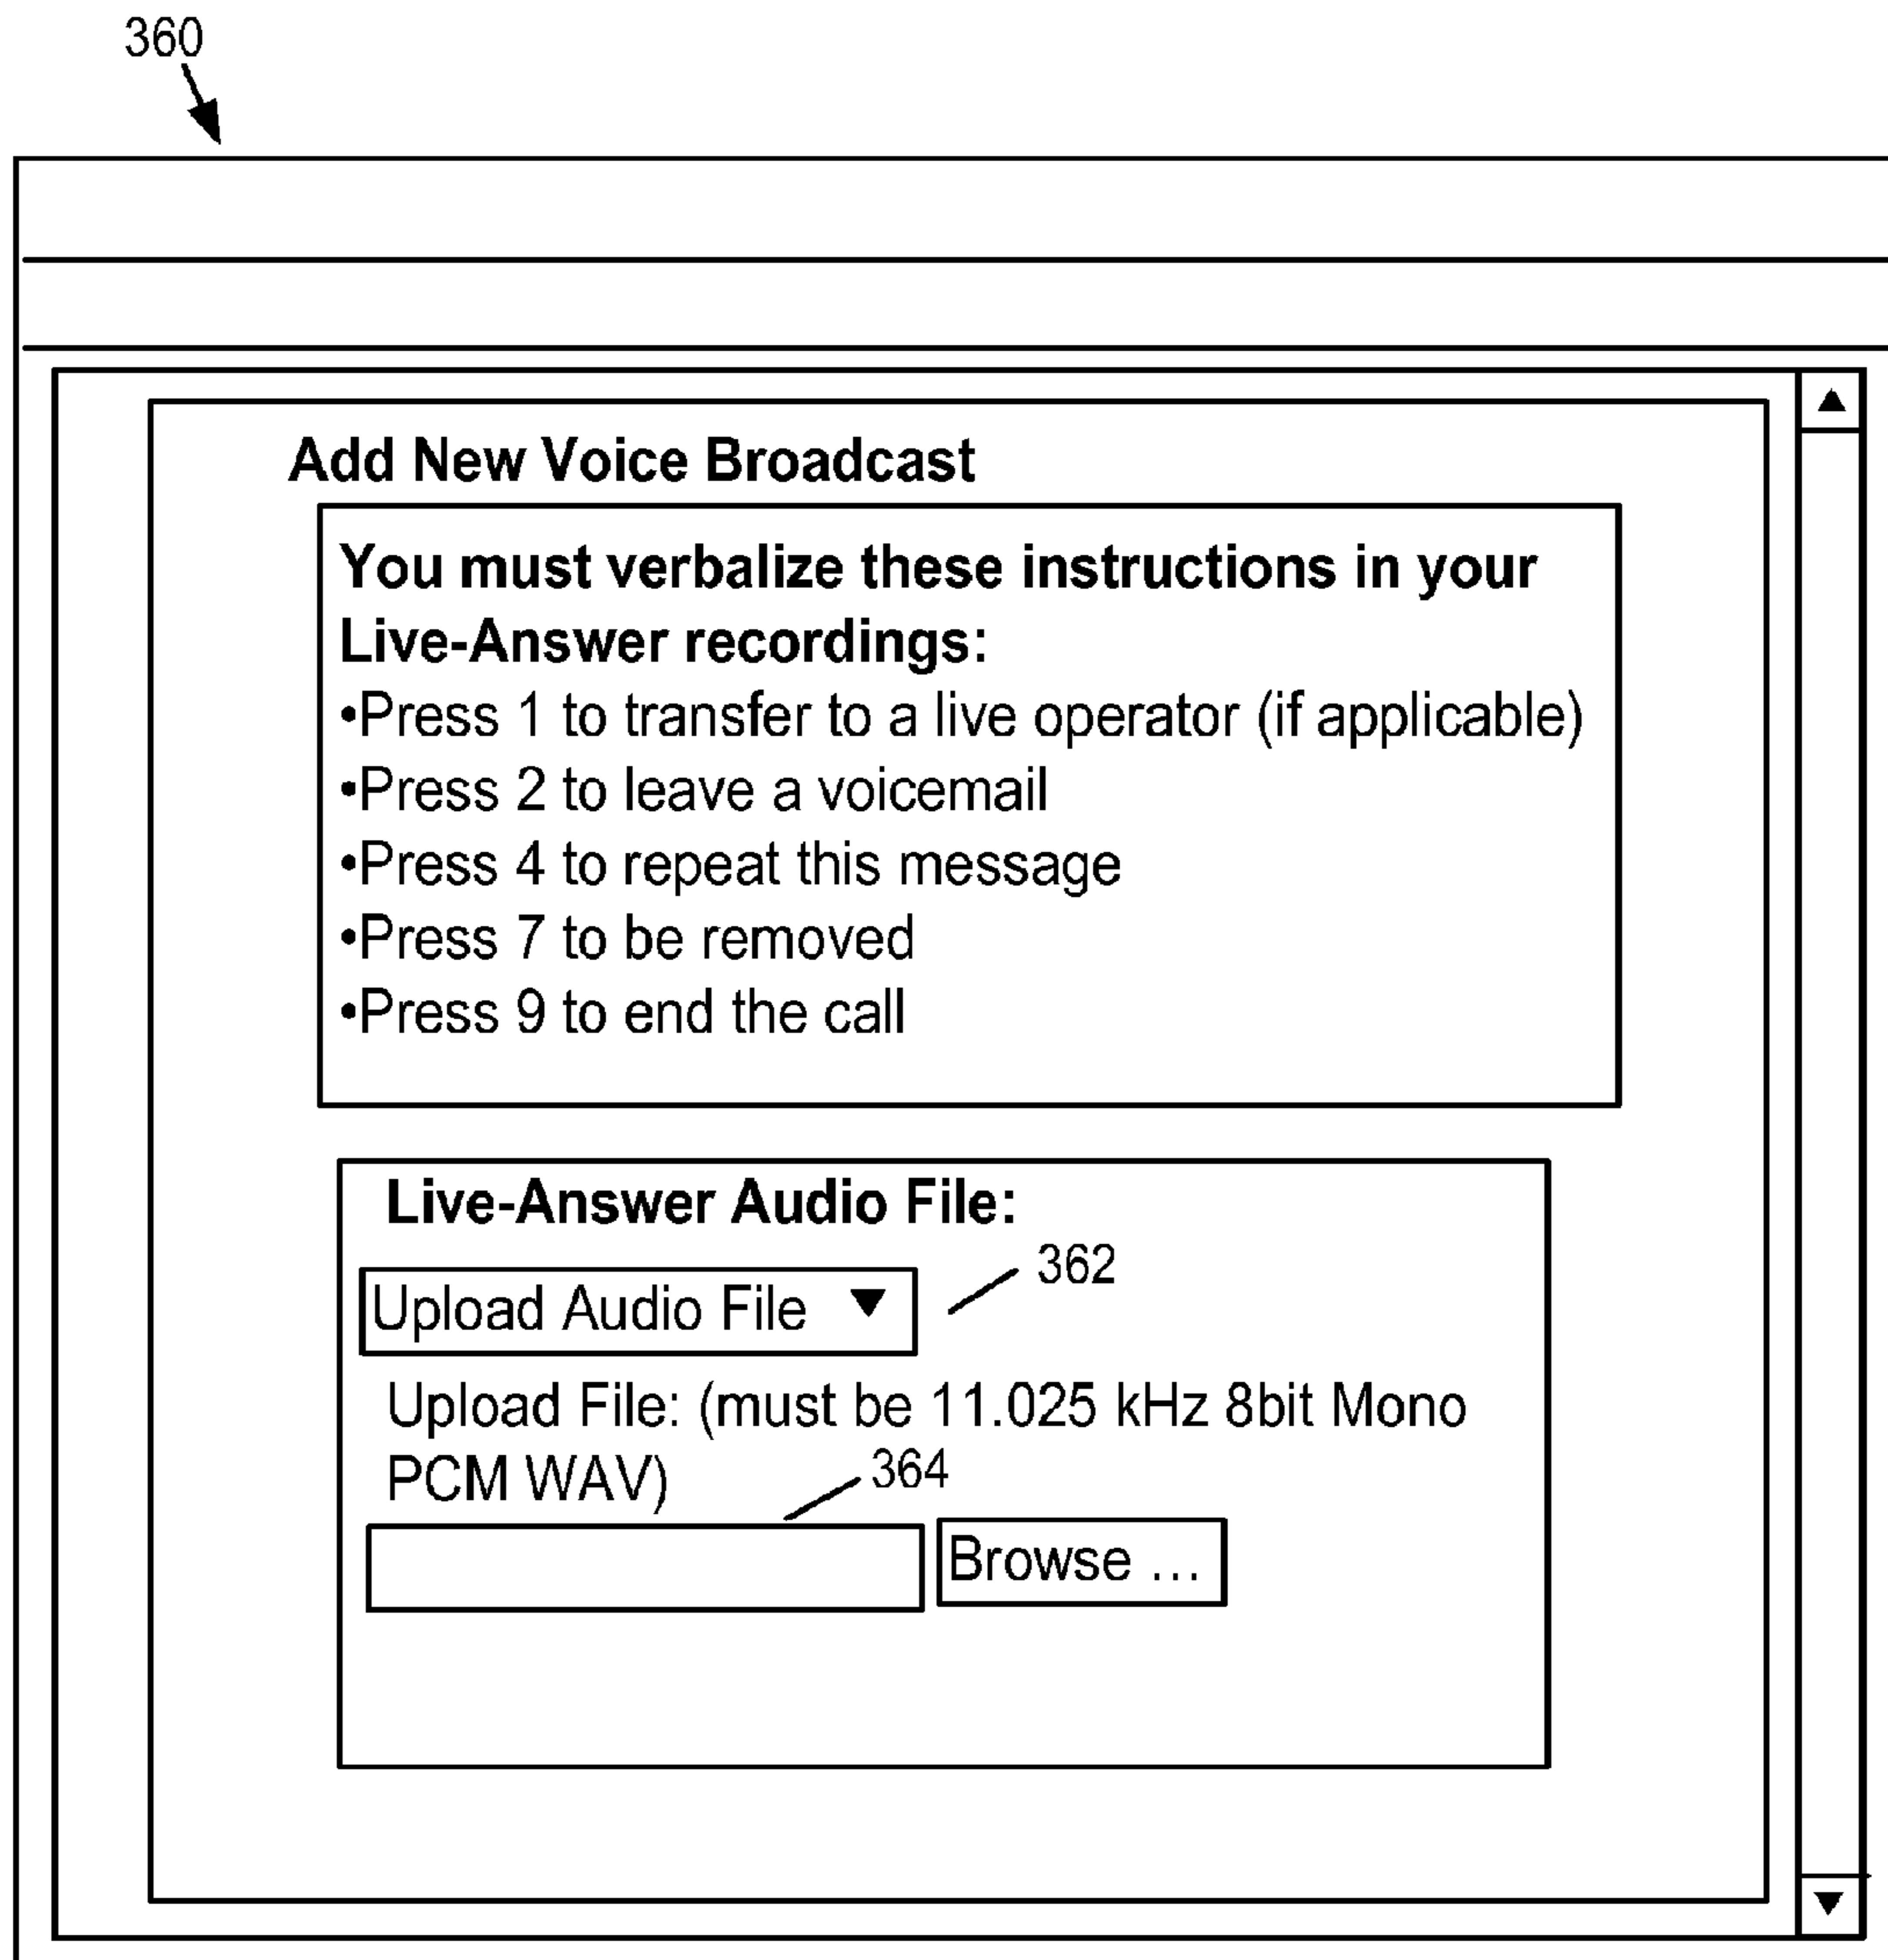 360
Add New Voice Broadcast
You must verbalize these instructions in your
Live-Answer recordings:
•Press 1 to transfer to a live operator (if applicable)
•Press 2 to leave a voicemail
•Press 4 to repeat this message
•Press 7 to be removed
•Press 9 to end the call
Live-Answer Audio File:
362
Upload Audio File ▼
Upload File: (must be 11.025 kHz 8bit Mono
PCM WAV)
364
Browse ...